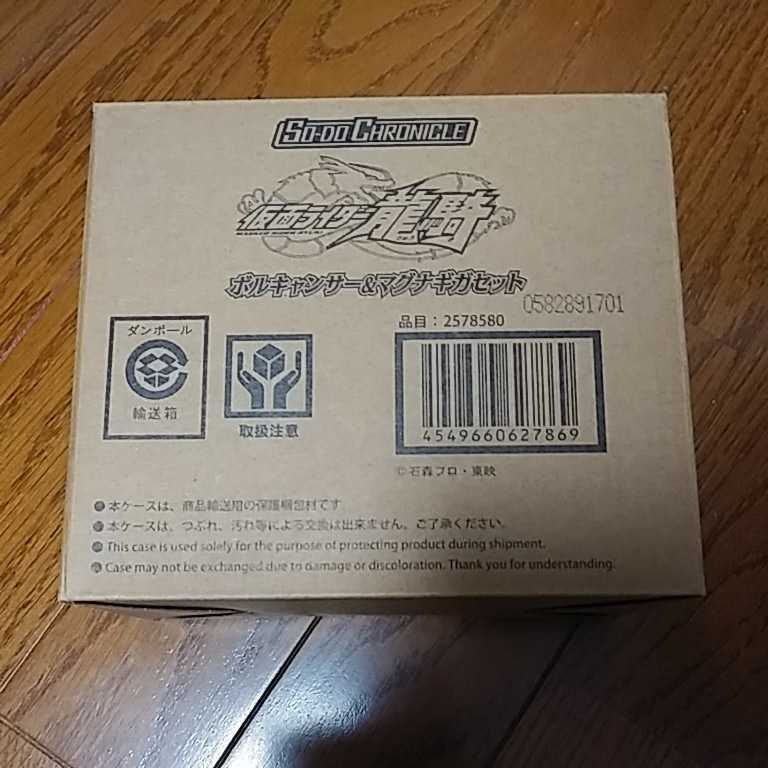 SO-DO CHRONICLE
仮面ライダー龍騎
MASKED RIDER RYUKI
ボルキャンサー&マグナギガセット
0582891701
品目:2578580
ダンボール
輸送箱
取扱注意
4549660627869
©石森プロ・東映
●本ケースは、商品輸送用の保護梱包材です
●本ケースは、つぶれ、汚れ等による交換は出来ません。ご了承ください。
●This case is used solely for the purpose of protecting product during shipment.
●Case may not be exchanged due to damage or discoloration. Thank you for understanding.